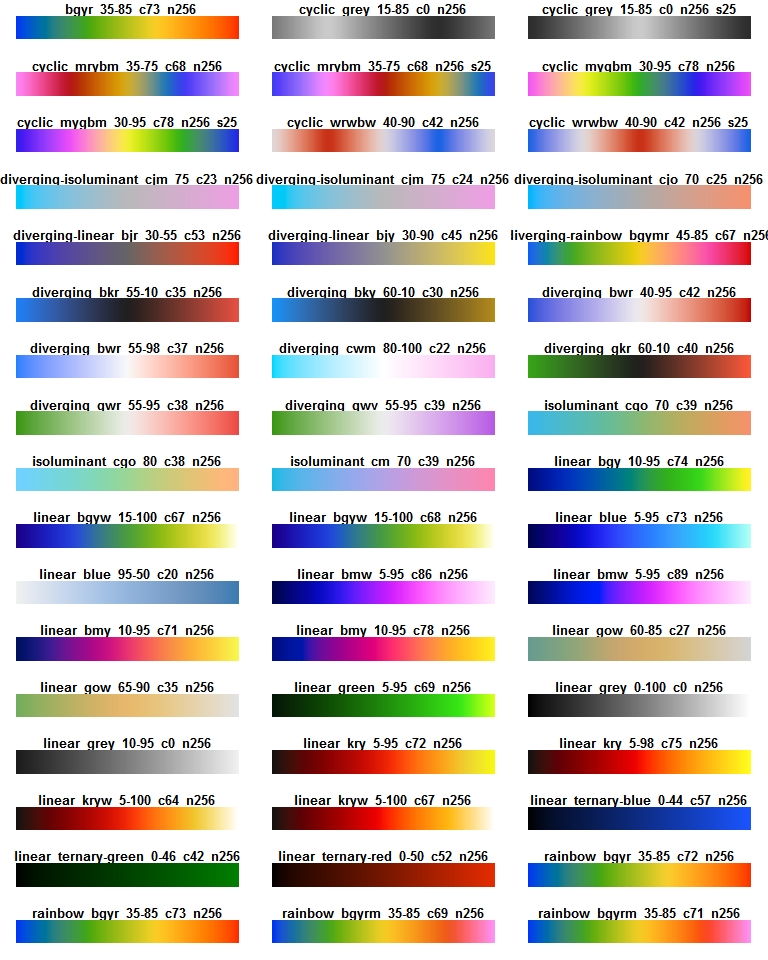 bgyr_35-85_c73_n256
cyclic_grey_15-85_c0_n256
cyclic_grey_15-85_c0_n256_s25
cyclic_mrybm_35-75_c68_n256
cyclic_mrybm_35-75_c68_n256_s25
cyclic_mygbm_30-95_c78_n256
cyclic_mygbm_30-95_c78_n256_s25
cyclic_wrwbw_40-90_c42_n256
cyclic_wrwbw_40-90_c42_n256_s25
diverging-isoluminant_cjm_75_c23_n256
diverging-isoluminant_cjm_75_c24_n256
diverging-isoluminant_cjo_70_c25_n256
diverging-linear_bjr_30-55_c53_n256
diverging-linear_bjy_30-90_c45_n256
liverging-rainbow_bgymr_45-85_c67_n256
diverging_bkr_55-10_c35_n256
diverging_bky_60-10_c30_n256
diverging_bwr_40-95_c42_n256
diverging_bwr_55-98_c37_n256
diverging_cwm_80-100_c22_n256
diverging_gkr_60-10_c40_n256
diverging_gwr_55-95_c38_n256
diverging_gwv_55-95_c39_n256
isoluminant_cgo_70_c39_n256
isoluminant_cgo_80_c38_n256
isoluminant_cm_70_c39_n256
linear_bgy_10-95_c74_n256
linear_bgyw_15-100_c67_n256
linear_bgyw_15-100_c68_n256
linear_blue_5-95_c73_n256
linear_blue_95-50_c20_n256
linear_bmw_5-95_c86_n256
linear_bmw_5-95_c89_n256
linear_bmy_10-95_c71_n256
linear_bmy_10-95_c78_n256
linear_gow_60-85_c27_n256
linear_gow_65-90_c35_n256
linear_green_5-95_c69_n256
linear_grey_0-100_c0_n256
linear_grey_10-95_c0_n256
linear_kry_5-95_c72_n256
linear_kry_5-98_c75_n256
linear_kryw_5-100_c64_n256
linear_kryw_5-100_c67_n256
linear_ternary-blue_0-44_c57_n256
linear_ternary-green_0-46_c42_n256
linear_ternary-red_0-50_c52_n256
rainbow_bgyr_35-85_c72_n256
rainbow_bgyr_35-85_c73_n256
rainbow_bgyrm_35-85_c69_n256
rainbow_bgyrm_35-85_c71_n256